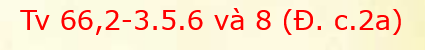 Tv 66,2-3.5.6 và 8 (Đ. c.2a)